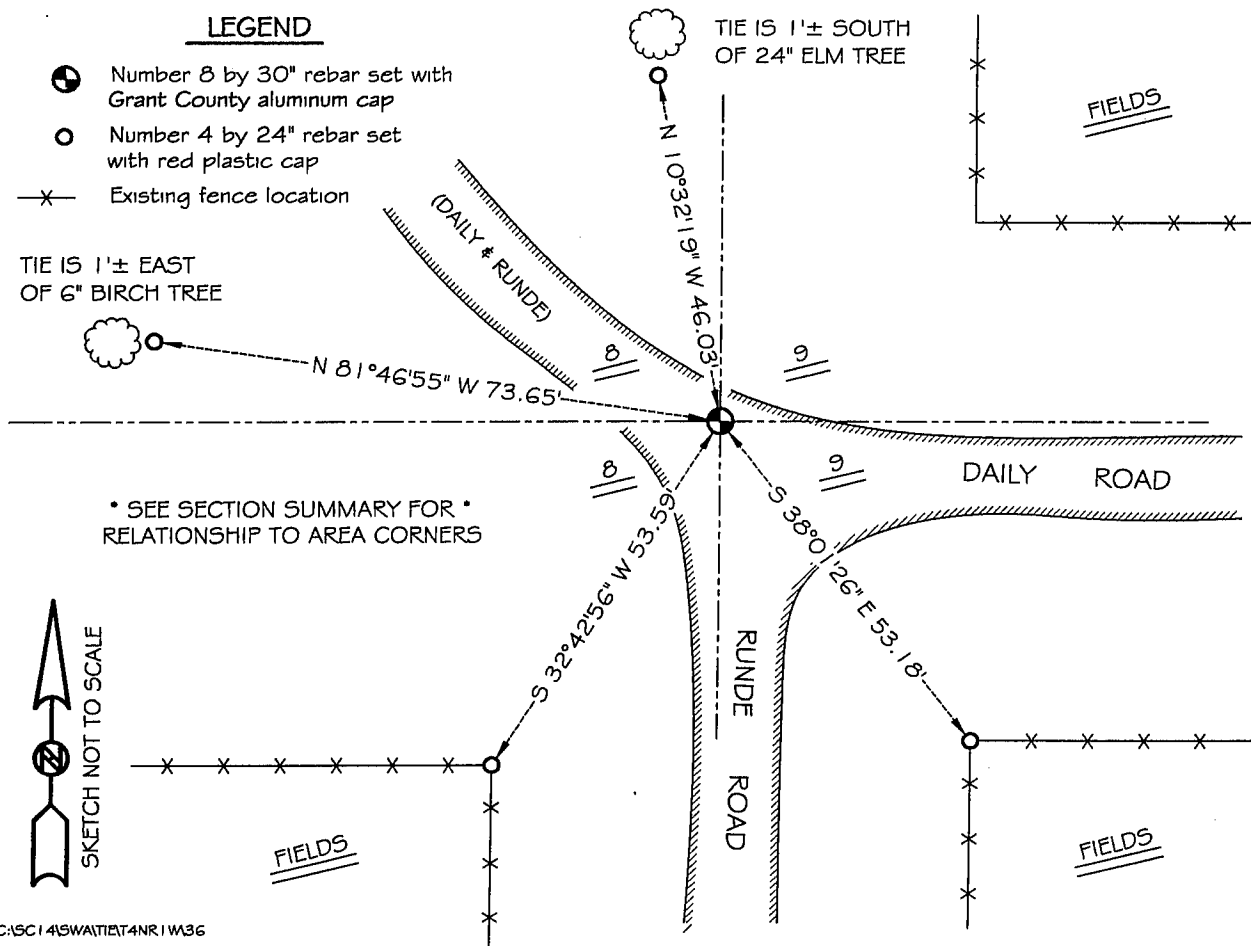 LEGEND
Number 8 by 30" rebar set with
Grant County aluminum cap
Number 4 by 24" rebar set
with red plastic cap
Existing fence location
TIE IS 1'± SOUTH
OF 24" ELM TREE
FIELDS
TIE IS 1'± EAST
OF 6" BIRCH TREE
(DAILY & RUNDE)
N 10°32'19" W 46.03'
N 81°46'55" W 73.65'
8
9
8
9
DAILY ROAD
* SEE SECTION SUMMARY FOR *
RELATIONSHIP TO AREA CORNERS
S 32°42'56" W 53.59'
S 38°0 '26" E 53.18'
RUNDE ROAD
SKETCH NOT TO SCALE
N
FIELDS
FIELDS
C:\SC14\SWA\TIE\T4NR1W\36